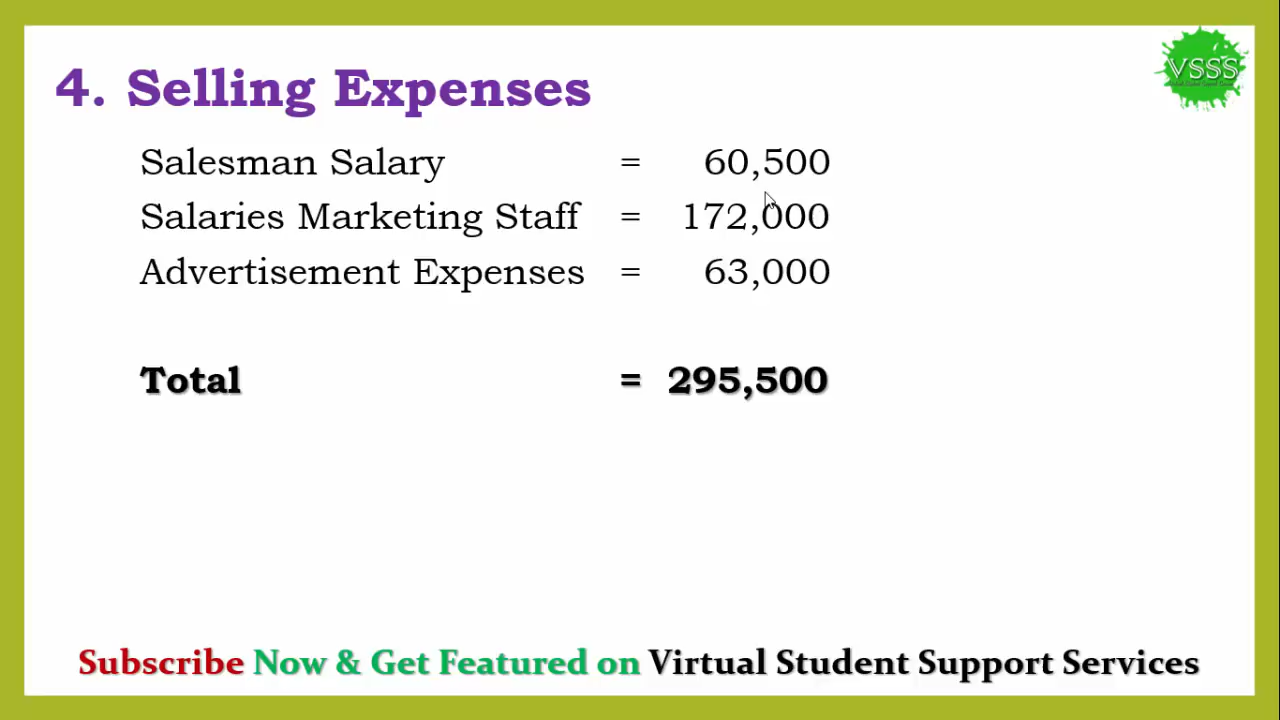 4. Selling Expenses
VSSS
Salesman Salary = 60,500
Salaries Marketing Staff = 172,000
Advertisement Expenses = 63,000
Total = 295,500
Subscribe Now & Get Featured on Virtual Student Support Services